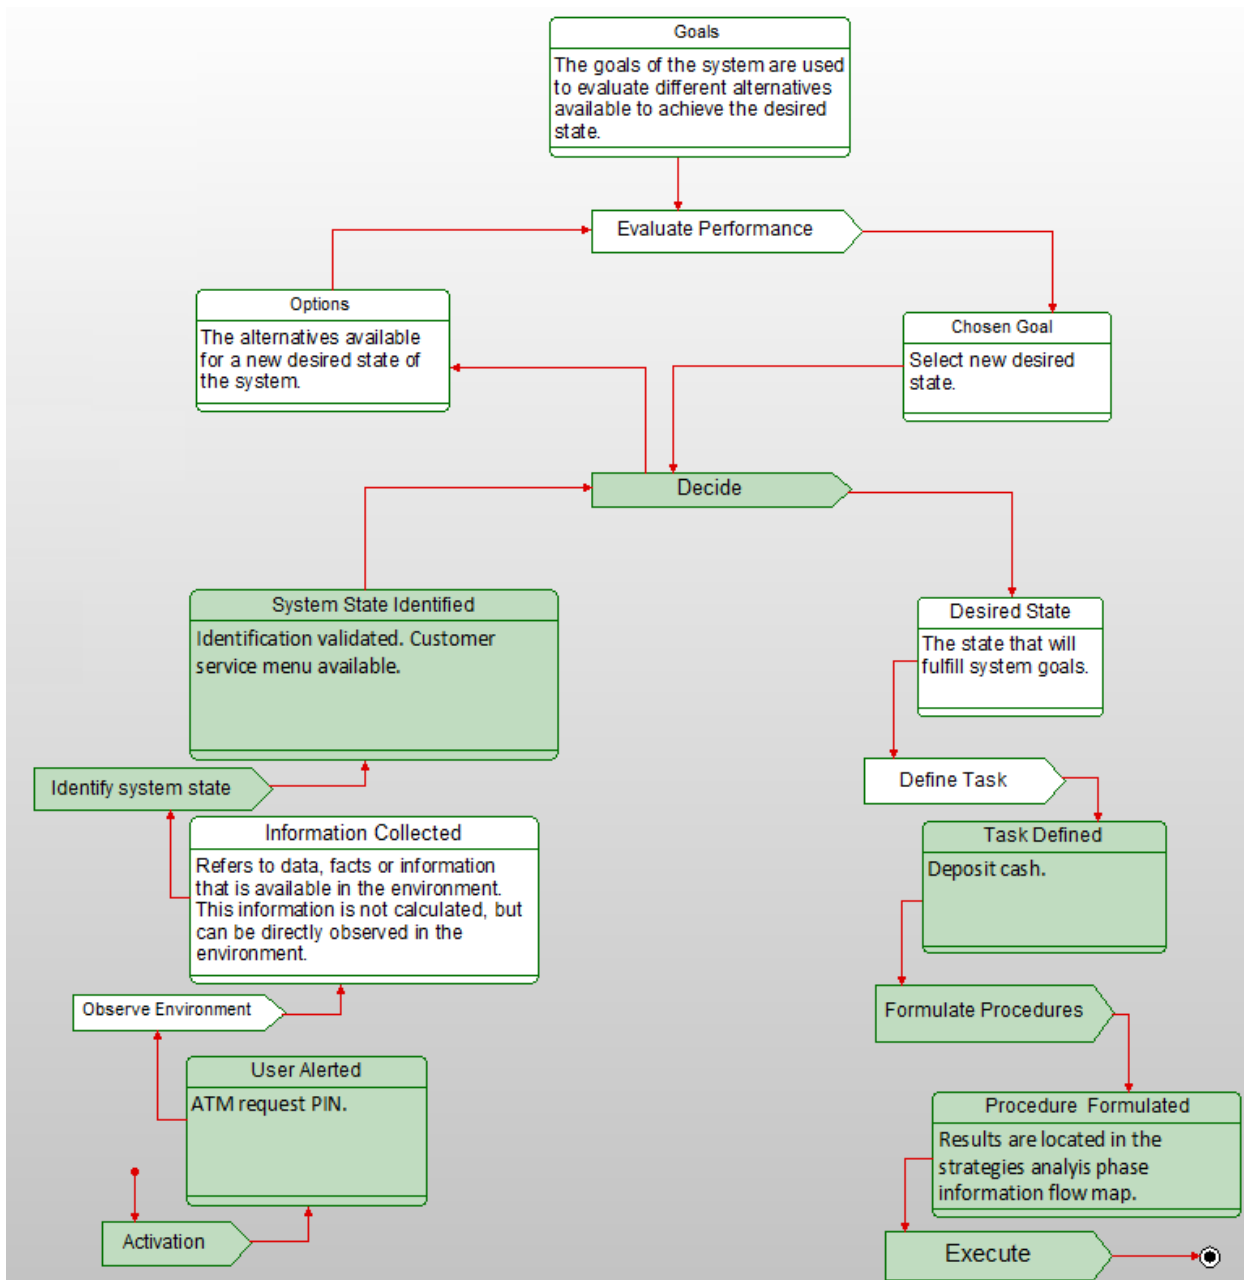 Goals
The goals of the system are used
to evaluate different alternatives
available to achieve the desired
state.
Evaluate Performance
Options
The alternatives available
for a new desired state of
the system.
Chosen Goal
Select new desired
state.
Decide
System State Identified
Identification validated. Customer
service menu available.
Desired State
The state that will
fulfill system goals.
Identify system state
Define Task
Information Collected
Refers to data, facts or information
that is available in the environment.
This information is not calculated, but
can be directly observed in the
environment.
Task Defined
Deposit cash.
Observe Environment
Formulate Procedures
User Alerted
ATM request PIN.
Procedure Formulated
Results are located in the
strategies analyis phase
information flow map.
Activation
Execute